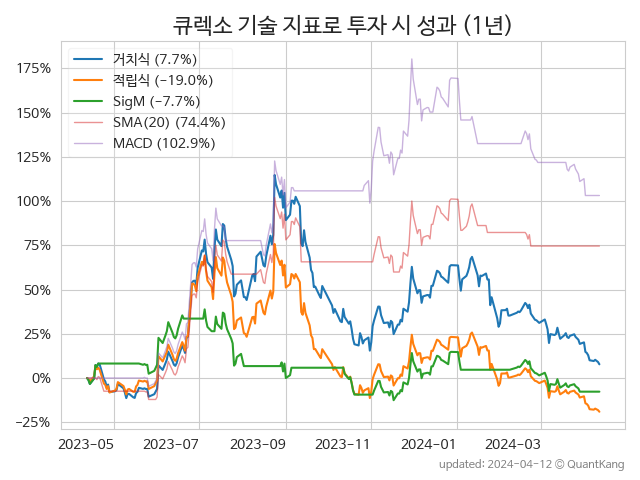 큐렉소 기술 지표로 투자 시 성과 (1년)
거치식 (7.7%)
적립식 (−19.0%)
SigM (−7.7%)
SMA(20) (74.4%)
MACD (102.9%)
175%
150%
125%
100%
75%
50%
25%
0%
−25%
2023-05 2023-07 2023-09 2023-11 2024-01 2024-03
updated: 2024-04-12 © QuantKang